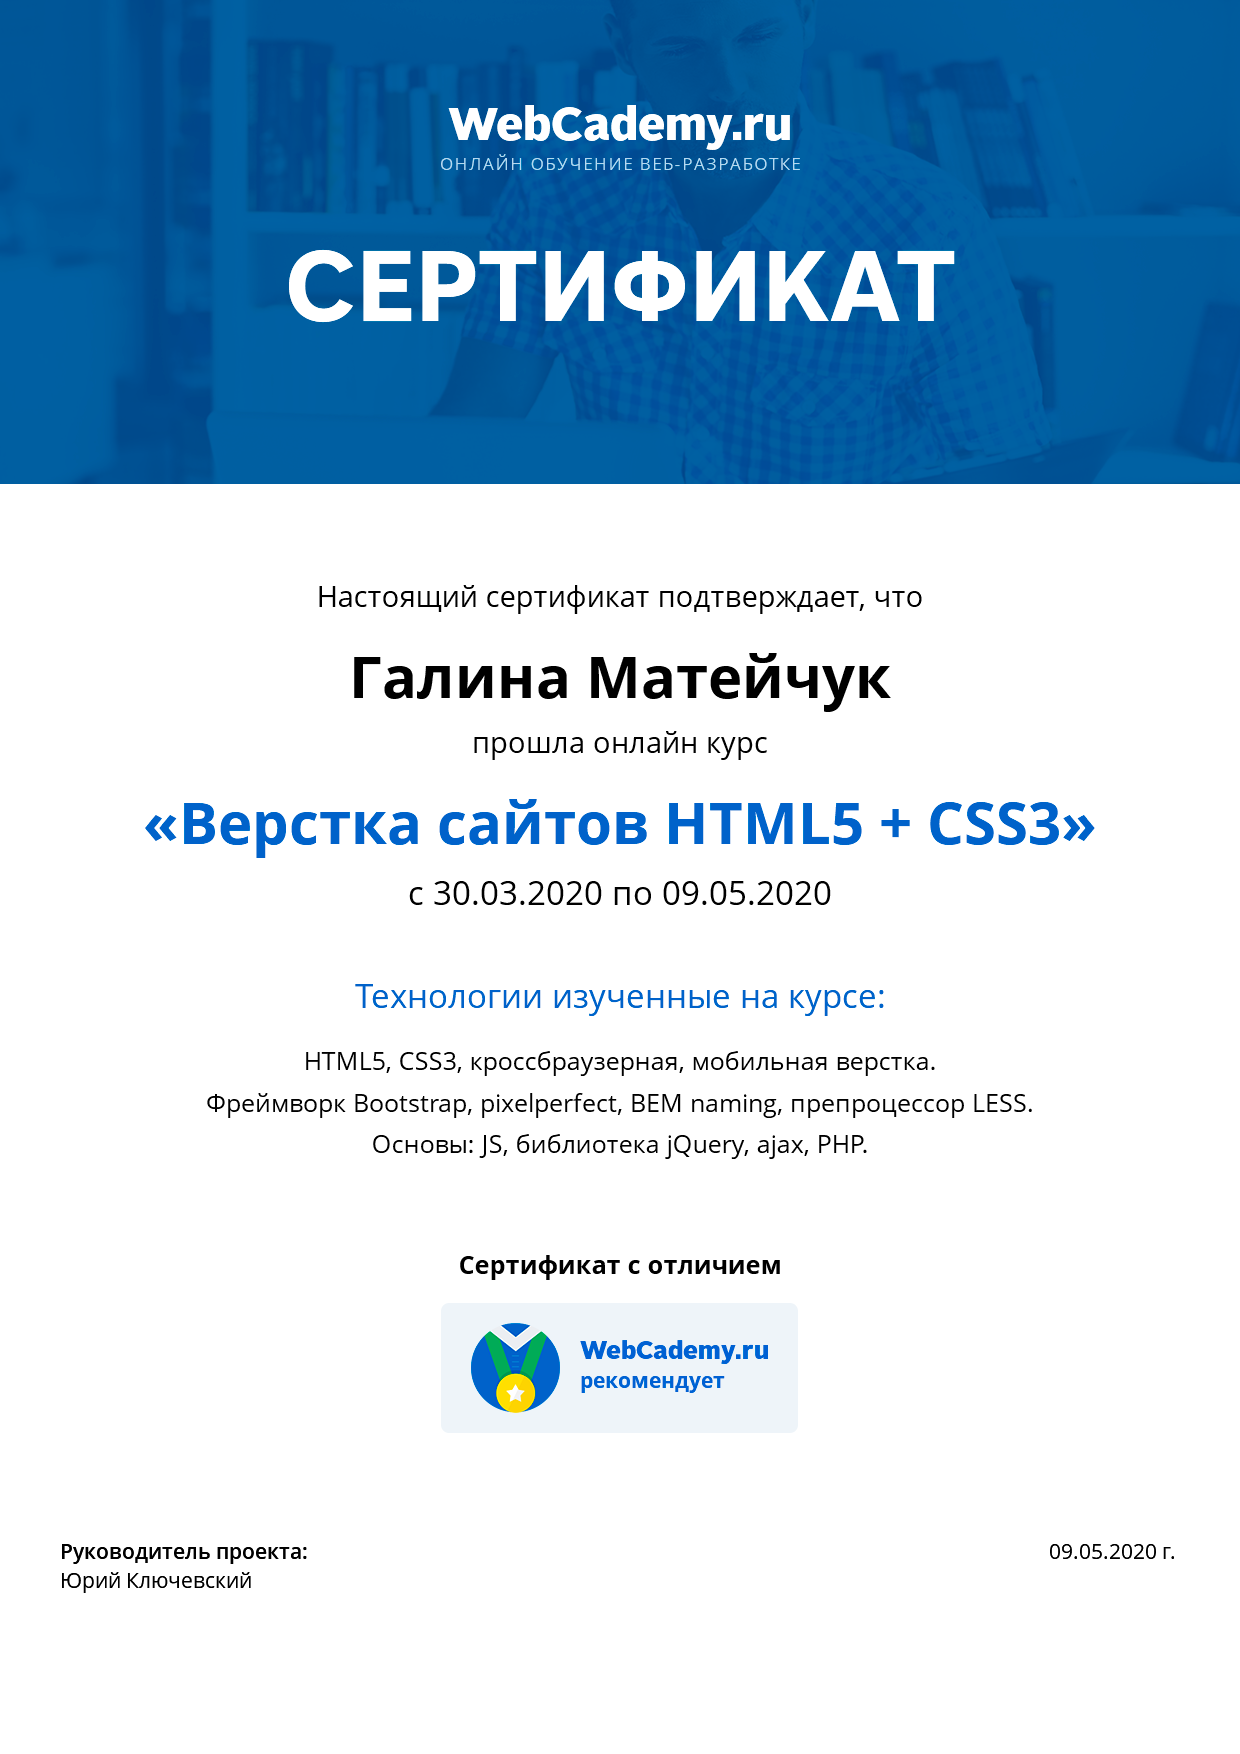 WebCademy.ru
ОНЛАЙН ОБУЧЕНИЕ ВЕБ-РАЗРАБОТКЕ
СЕРТИФИКАТ
Настоящий сертификат подтверждает, что
Галина Матейчук
прошла онлайн курс
«Верстка сайтов HTML5 + CSS3»
с 30.03.2020 по 09.05.2020
Технологии изученные на курсе:
HTML5, CSS3, кроссбраузерная, мобильная верстка.
Фреймворк Bootstrap, pixelperfect, BEM naming, препроцессор LESS.
Основы: JS, библиотека jQuery, ajax, PHP.
Сертификат с отличием
WebCademy.ru
рекомендует
Руководитель проекта:
Юрий Ключевский
09.05.2020 г.